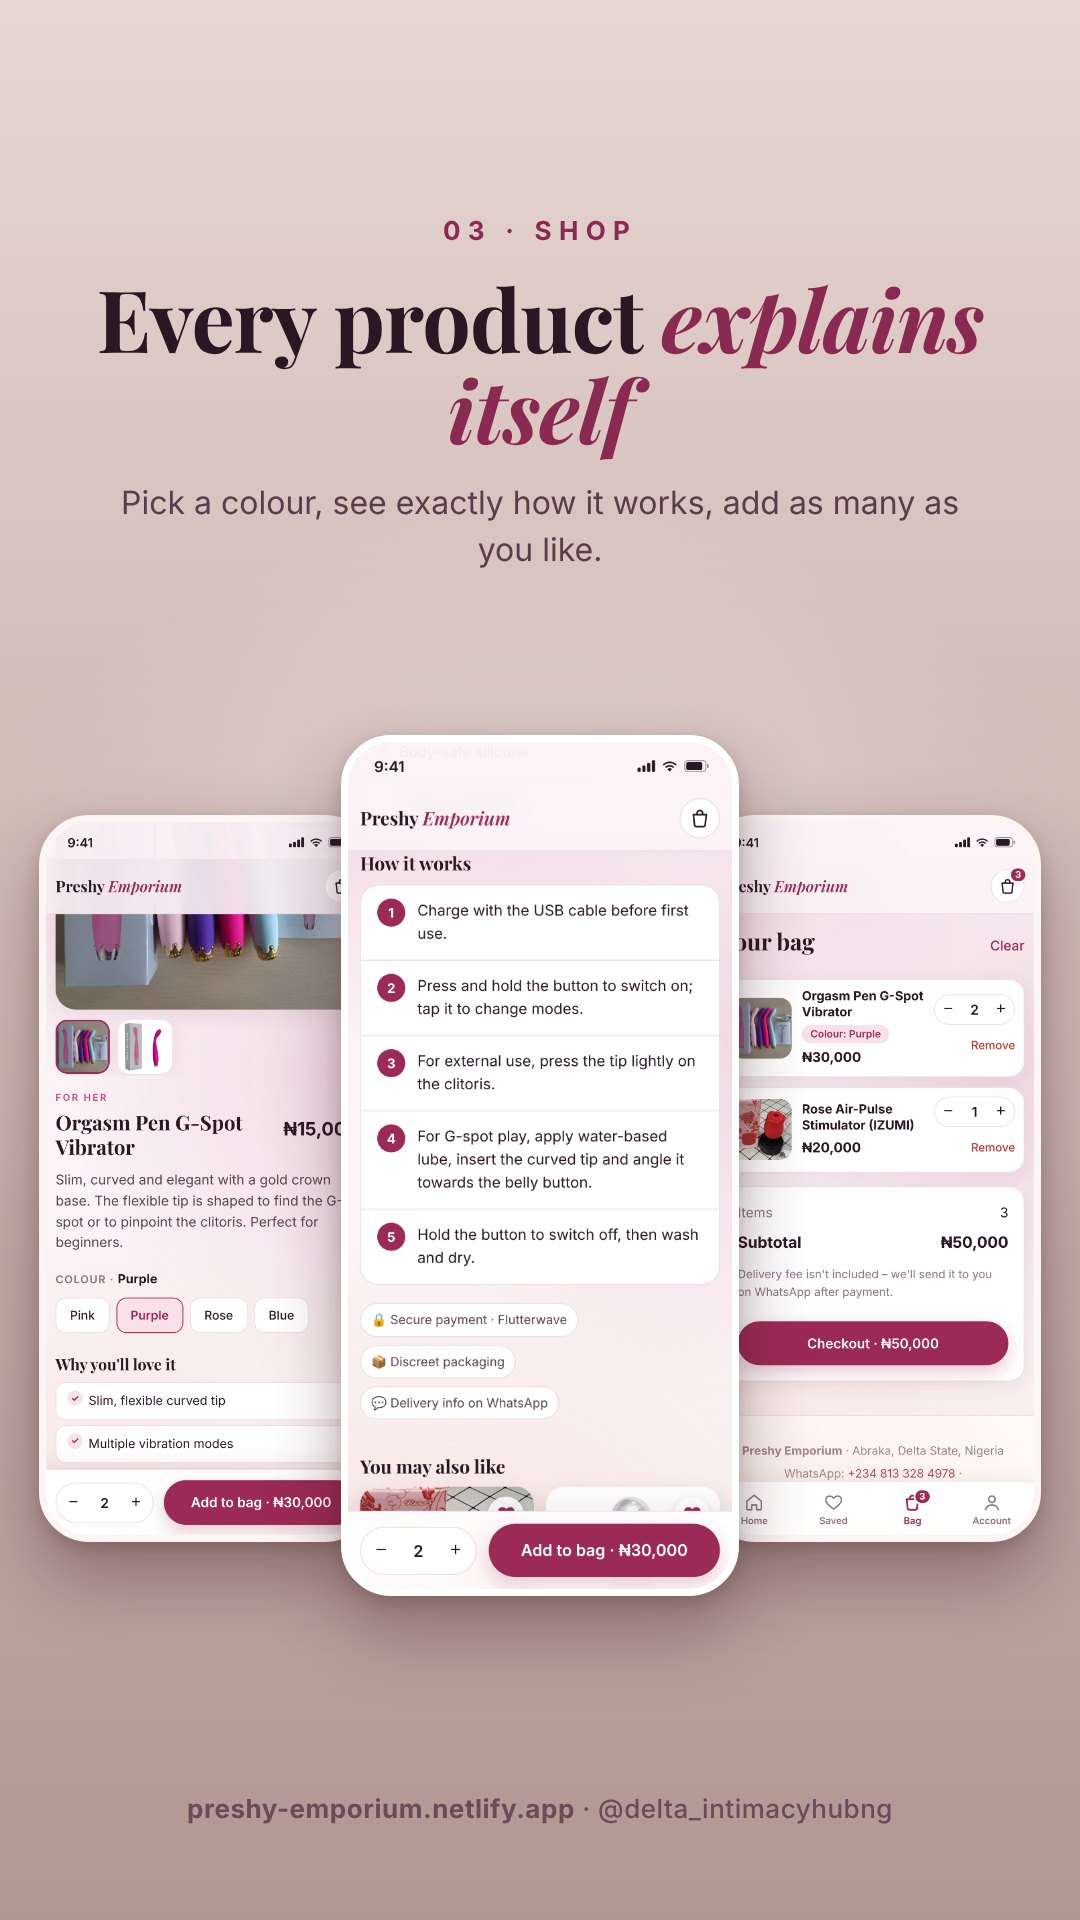 03 · SHOP
Every product explains
itself
Pick a colour, see exactly how it works, add as many as
you like.
9:41
Preshy Emporium
FOR HER
Orgasm Pen G-Spot
Vibrator
₦15,00
Slim, curved and elegant with a gold crown
base. The flexible tip is shaped to find the G-
spot or to pinpoint the clitoris. Perfect for
beginners.
COLOUR · Purple
Pink
Purple
Rose
Blue
Why you'll love it
Slim, flexible curved tip
Multiple vibration modes
− 2 +
Add to bag · ₦30,000
Body-safe silicone
9:41
Preshy Emporium
How it works
1 Charge with the USB cable before first
use.
2 Press and hold the button to switch on;
tap it to change modes.
3 For external use, press the tip lightly on
the clitoris.
4 For G-spot play, apply water-based
lube, insert the curved tip and angle it
towards the belly button.
5 Hold the button to switch off, then wash
and dry.
🔒 Secure payment · Flutterwave
📦 Discreet packaging
💬 Delivery info on WhatsApp
You may also like
− 2 +
Add to bag · ₦30,000
9:41
eshy Emporium
3
our bag
Clear
Orgasm Pen G-Spot
Vibrator
Colour: Purple
₦30,000
− 2 +
Remove
Rose Air-Pulse
Stimulator (IZUMI)
₦20,000
− 1 +
Remove
Items 3
Subtotal ₦50,000
Delivery fee isn't included – we'll send it to you
on WhatsApp after payment.
Checkout · ₦50,000
Preshy Emporium · Abraka, Delta State, Nigeria
WhatsApp: +234 813 328 4978 ·
Home
Saved
3
Bag
Account
preshy-emporium.netlify.app · @delta_intimacyhubng